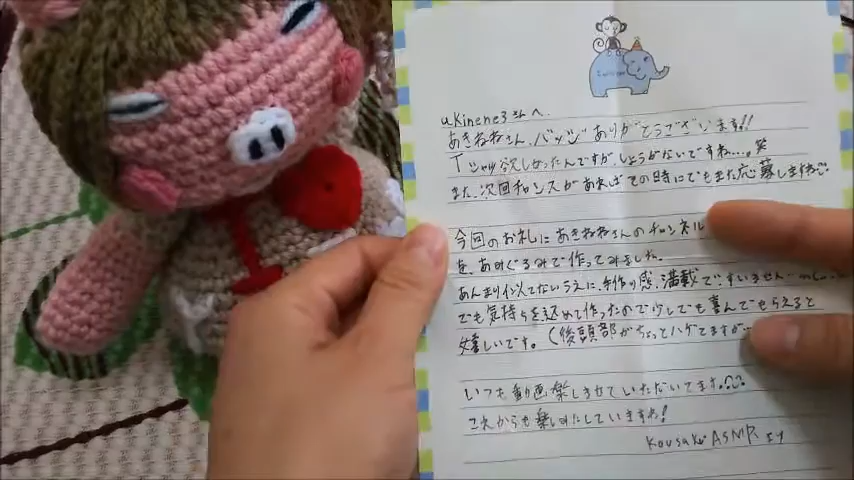 uKinene3さんへ.
あきねねさん、バッジありがとうございます!!
Tシャツ欲しかったんですがしょうがないですね…。笑
また、次回チャンスがあればその時にでもまた応募しますね
今回のお礼にあきねねさんのチャンネル
を、あみぐるみで作ってみました。
あんまり似てないうえに、手作り感満載ですいません…
でも気持ちを込めて作ったので少しでも喜んでもらえると
嬉しいです。(後頭部がちょっとハゲてますが
いつも動画楽しませていただいてます。
これからも楽しみにしていますね!
Kousaku ASMR より